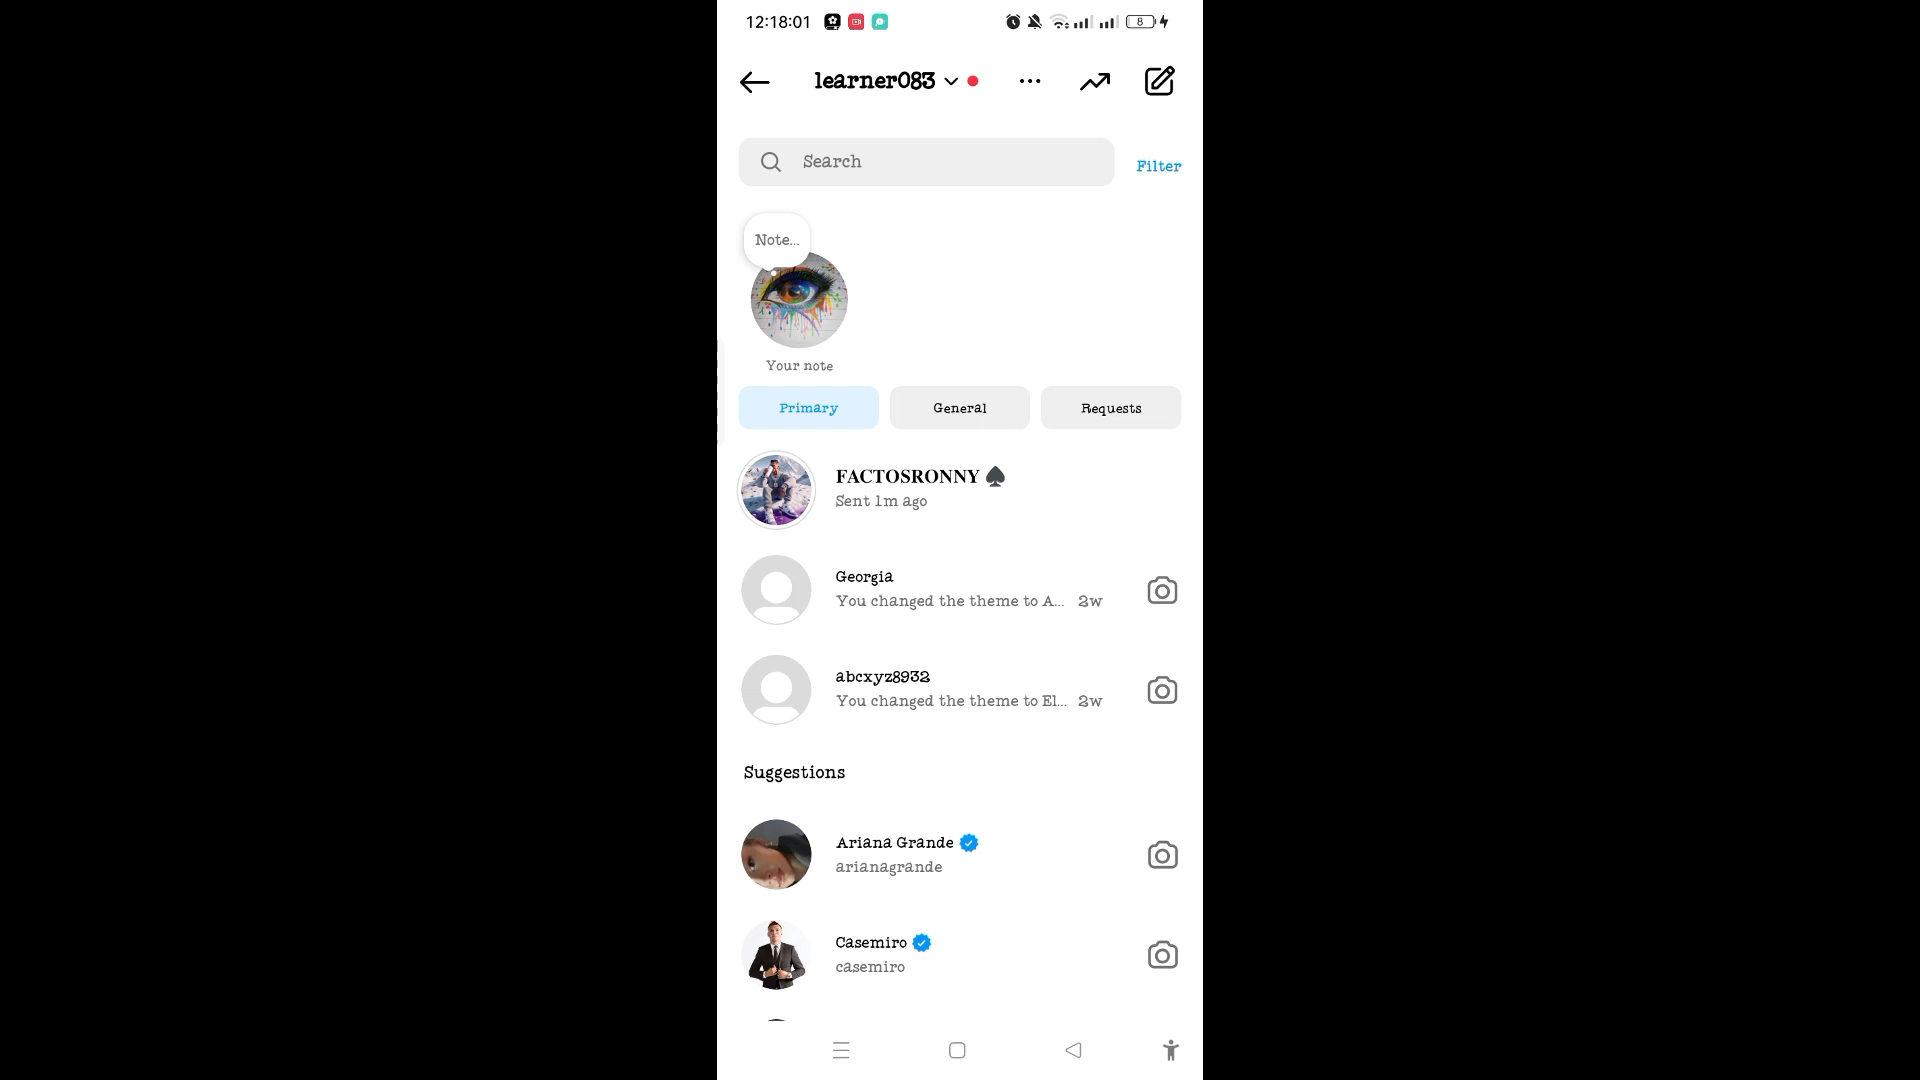 12:18:01
8
learner083
Search
Filter
Note...
Your note
Primary
General
Requests
FACTOSRONNY ♠
Sent 1m ago
Georgia
You changed the theme to A... 2w
abcxyz8932
You changed the theme to El... 2w
Suggestions
Ariana Grande
arianagrande
Casemiro
casemiro